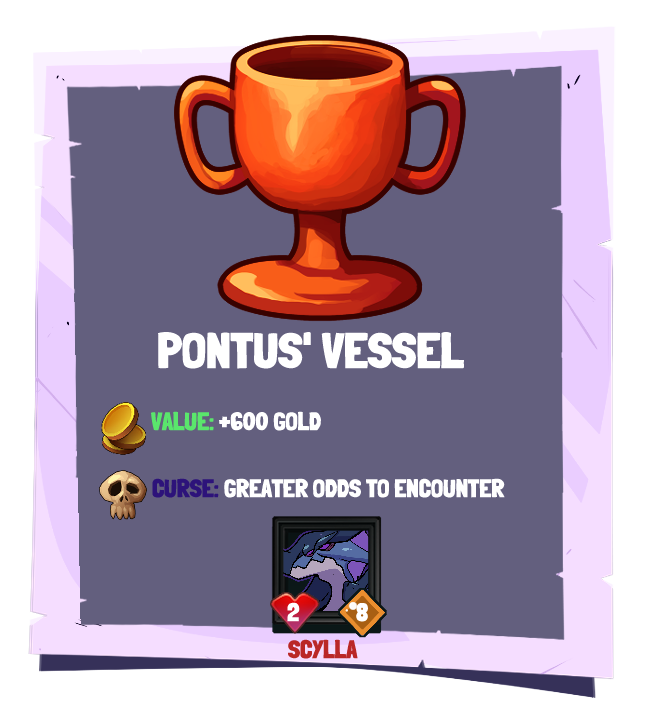 PONTUS' VESSEL
VALUE: +600 GOLD
CURSE: GREATER ODDS TO ENCOUNTER
2 8
SCYLLA